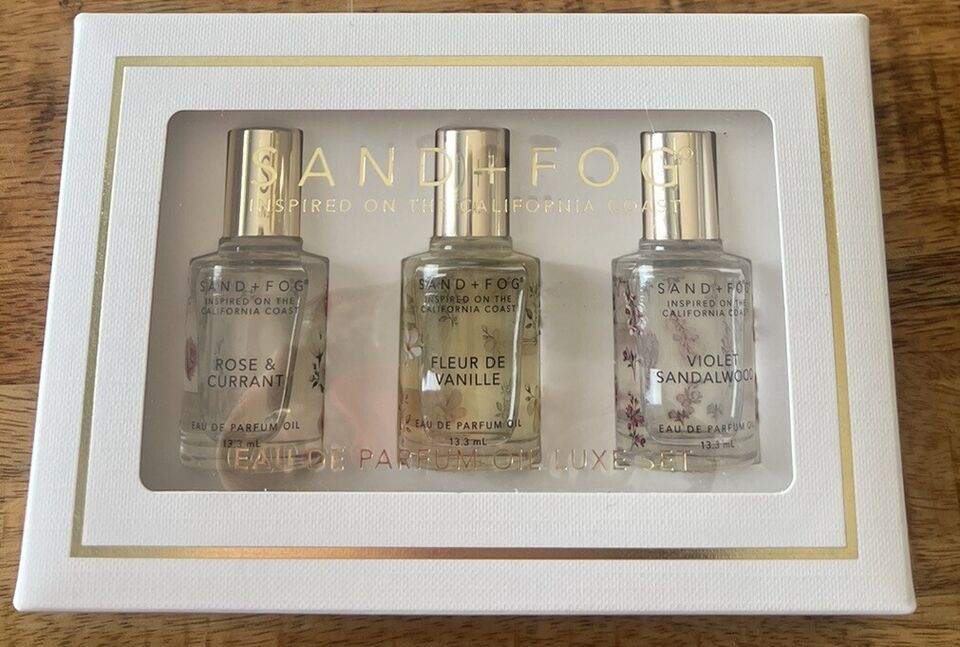 SAND+FOG®
INSPIRED ON THE CALIFORNIA COAST
SAND+FOG®
INSPIRED ON THE
CALIFORNIA COAST
ROSE &
CURRANT
EAU DE PARFUM OIL
13.3 mL
SAND+FOG®
INSPIRED ON THE
CALIFORNIA COAST
FLEUR DE
VANILLE
EAU DE PARFUM OIL
13.3 mL
SAND+FOG
INSPIRED ON THE
CALIFORNIA COAST
VIOLET
SANDALWOOD
EAU DE PARFUM OIL
13.3 mL
EAU DE PARFUM OIL LUXE SET